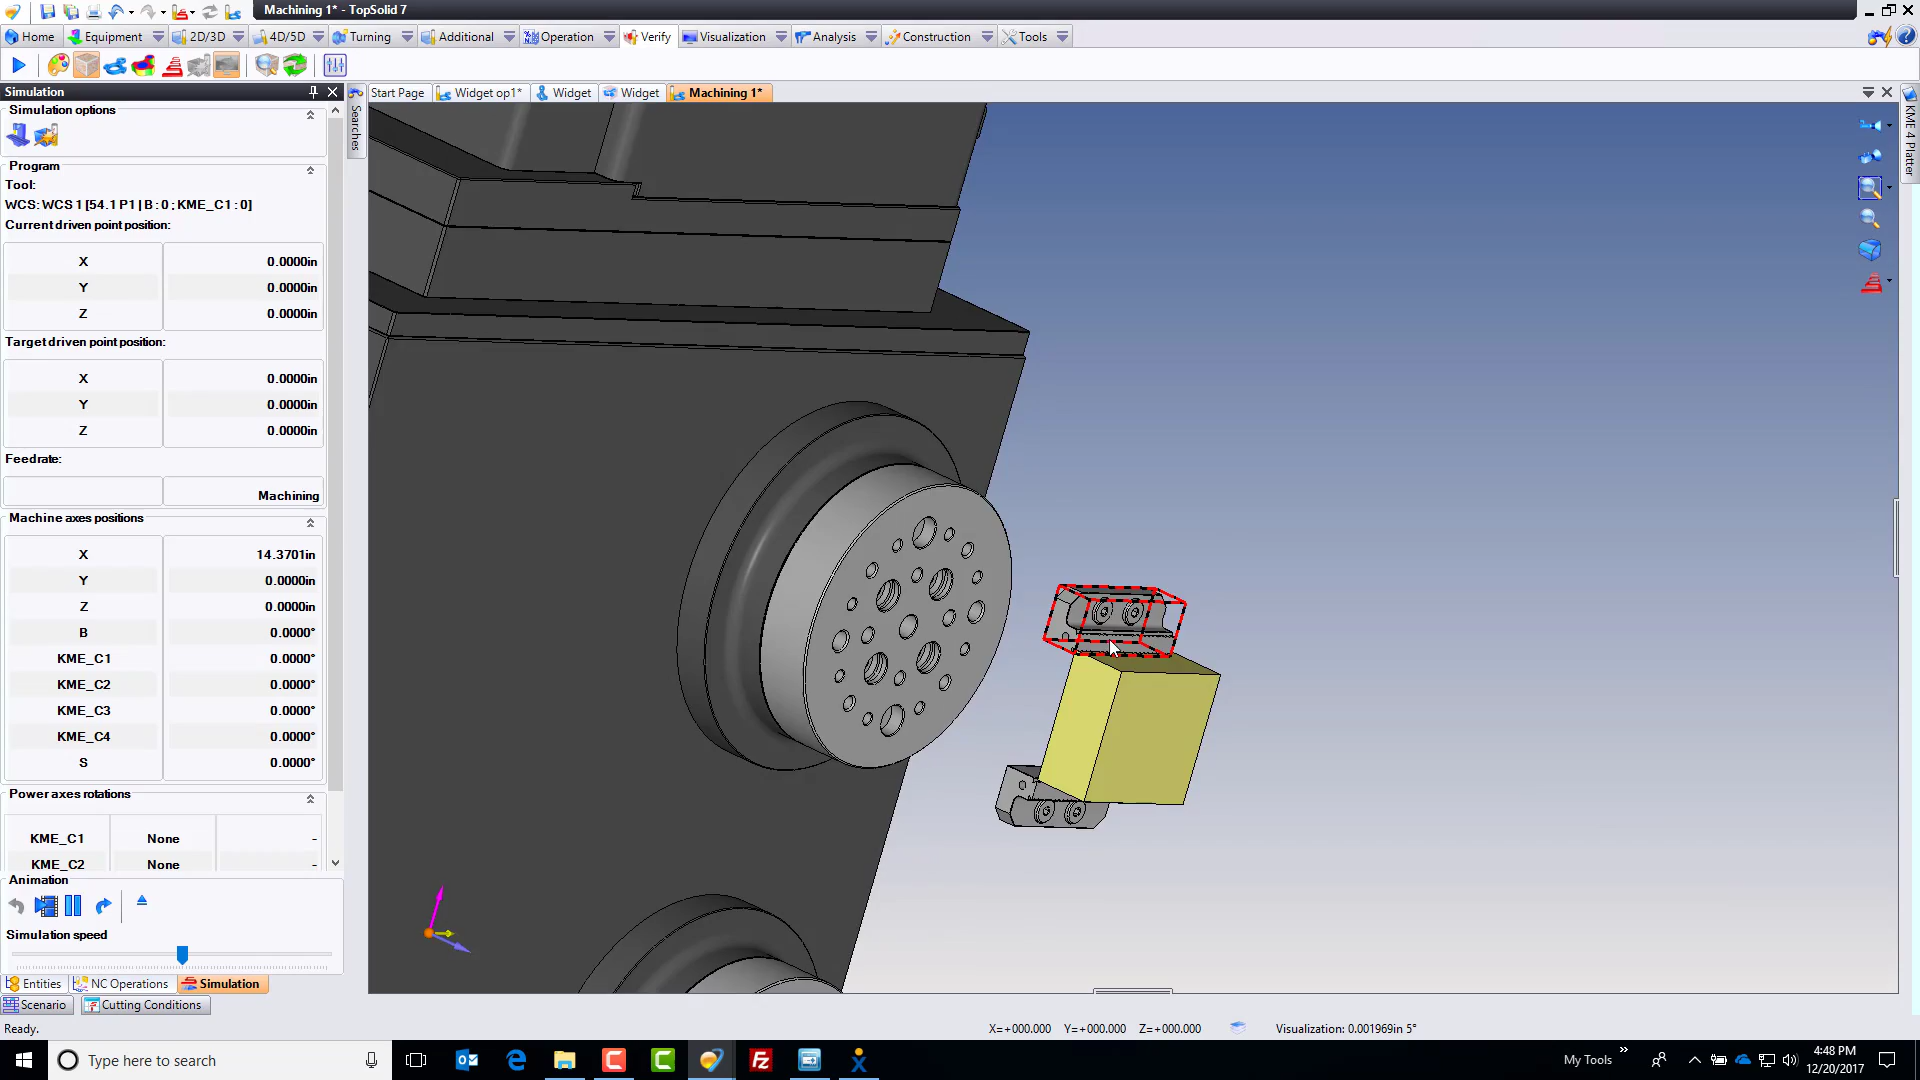 Machining 1* - TopSolid 7
Home
Equipment
2D/3D
4D/5D
Turning
Additional
Operation
Verify
Visualization
Analysis
Construction
Tools
Simulation
Start Page
Widget op1*
Widget
Widget
Machining 1*
Searches
KME 4 Platter
Simulation options
Program
Tool:
WCS: WCS 1 [54.1 P1 | B : 0 ; KME_C1 : 0]
Current driven point position:
X 0.0000in
Y 0.0000in
Z 0.0000in
Target driven point position:
X 0.0000in
Y 0.0000in
Z 0.0000in
Feedrate:
Machining
Machine axes positions
X 14.3701in
Y 0.0000in
Z 0.0000in
B 0.0000°
KME_C1 0.0000°
KME_C2 0.0000°
KME_C3 0.0000°
KME_C4 0.0000°
S 0.0000°
Power axes rotations
KME_C1 None -
KME_C2 None -
Animation
Simulation speed
Entities
NC Operations
Simulation
Scenario
Cutting Conditions
Ready.
X=+000.000 Y=+000.000 Z=+000.000
Visualization: 0.001969in 5°
Type here to search
My Tools
4:48 PM
12/20/2017